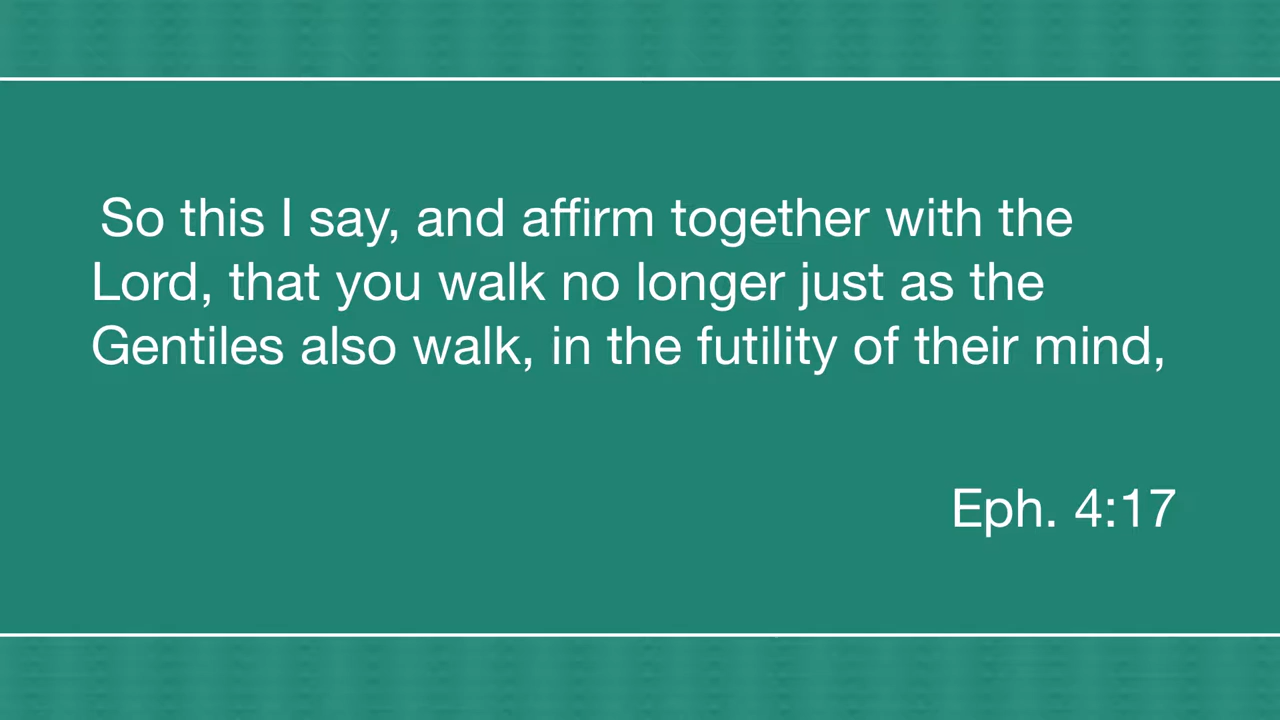 So this I say, and affirm together with the
Lord, that you walk no longer just as the
Gentiles also walk, in the futility of their mind,
Eph. 4:17